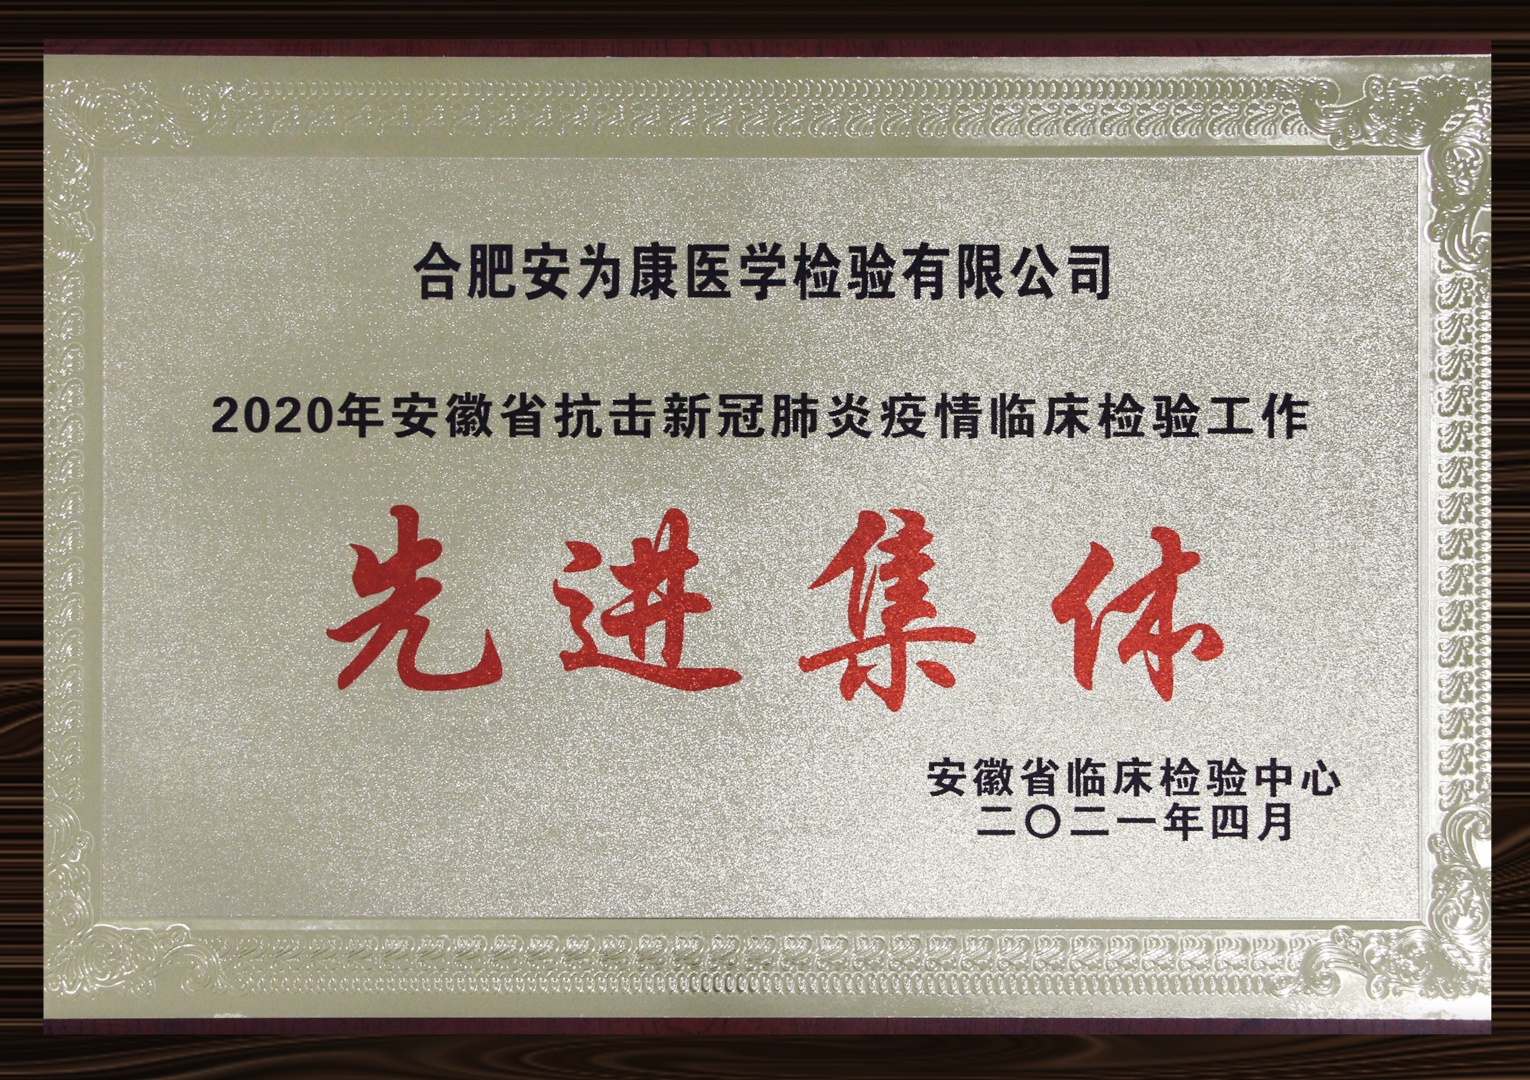 合肥安为康医学检验有限公司
2020年安徽省抗击新冠肺炎疫情临床检验工作
先进集体
安徽省临床检验中心
二〇二一年四月